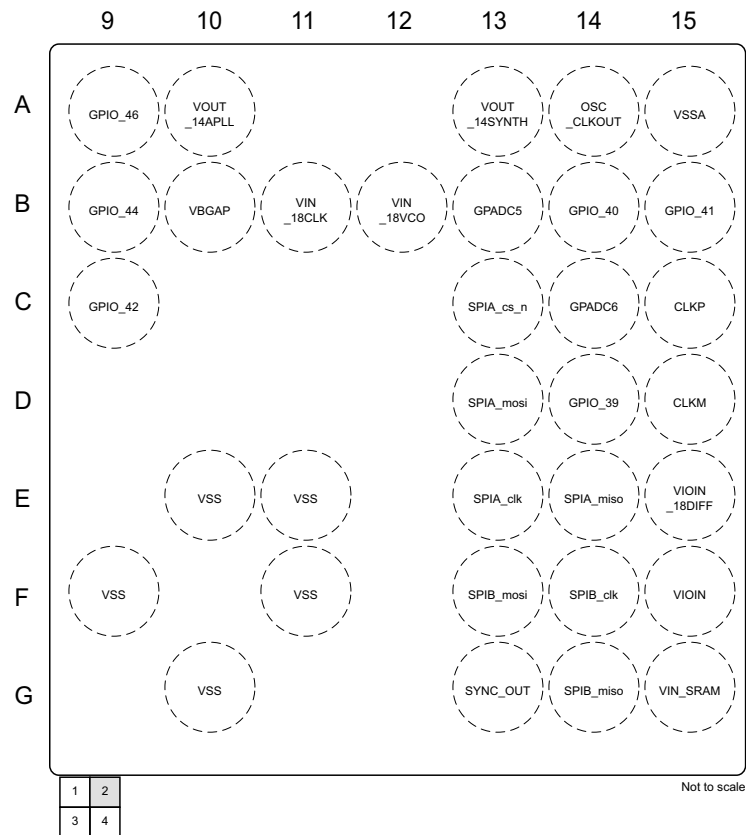 9 10 11 12 13 14 15
A
GPIO_46
VOUT
_14APLL
VOUT
_14SYNTH
OSC
_CLKOUT
VSSA
B
GPIO_44
VBGAP
VIN
_18CLK
VIN
_18VCO
GPADC5
GPIO_40
GPIO_41
C
GPIO_42
SPIA_cs_n
GPADC6
CLKP
D
SPIA_mosi
GPIO_39
CLKM
E
VSS
VSS
SPIA_clk
SPIA_miso
VIOIN
_18DIFF
F
VSS
VSS
SPIB_mosi
SPIB_clk
VIOIN
G
VSS
SYNC_OUT
SPIB_miso
VIN_SRAM
1 2
3 4
Not to scale